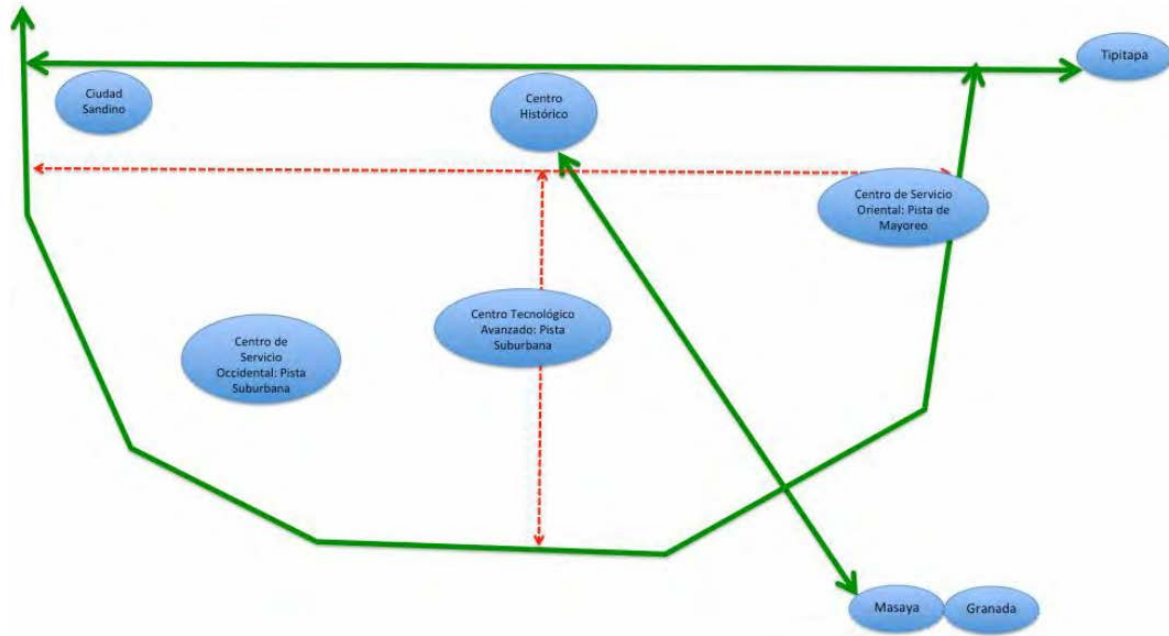 Tipitapa
Ciudad
Sandino
Centro
Histórico
Centro de Servicio
Oriental: Pista de
Mayoreo
Centro Tecnológico
Avanzado: Pista
Suburbana
Centro de
Servicio
Occidental: Pista
Suburbana
Masaya
Granada